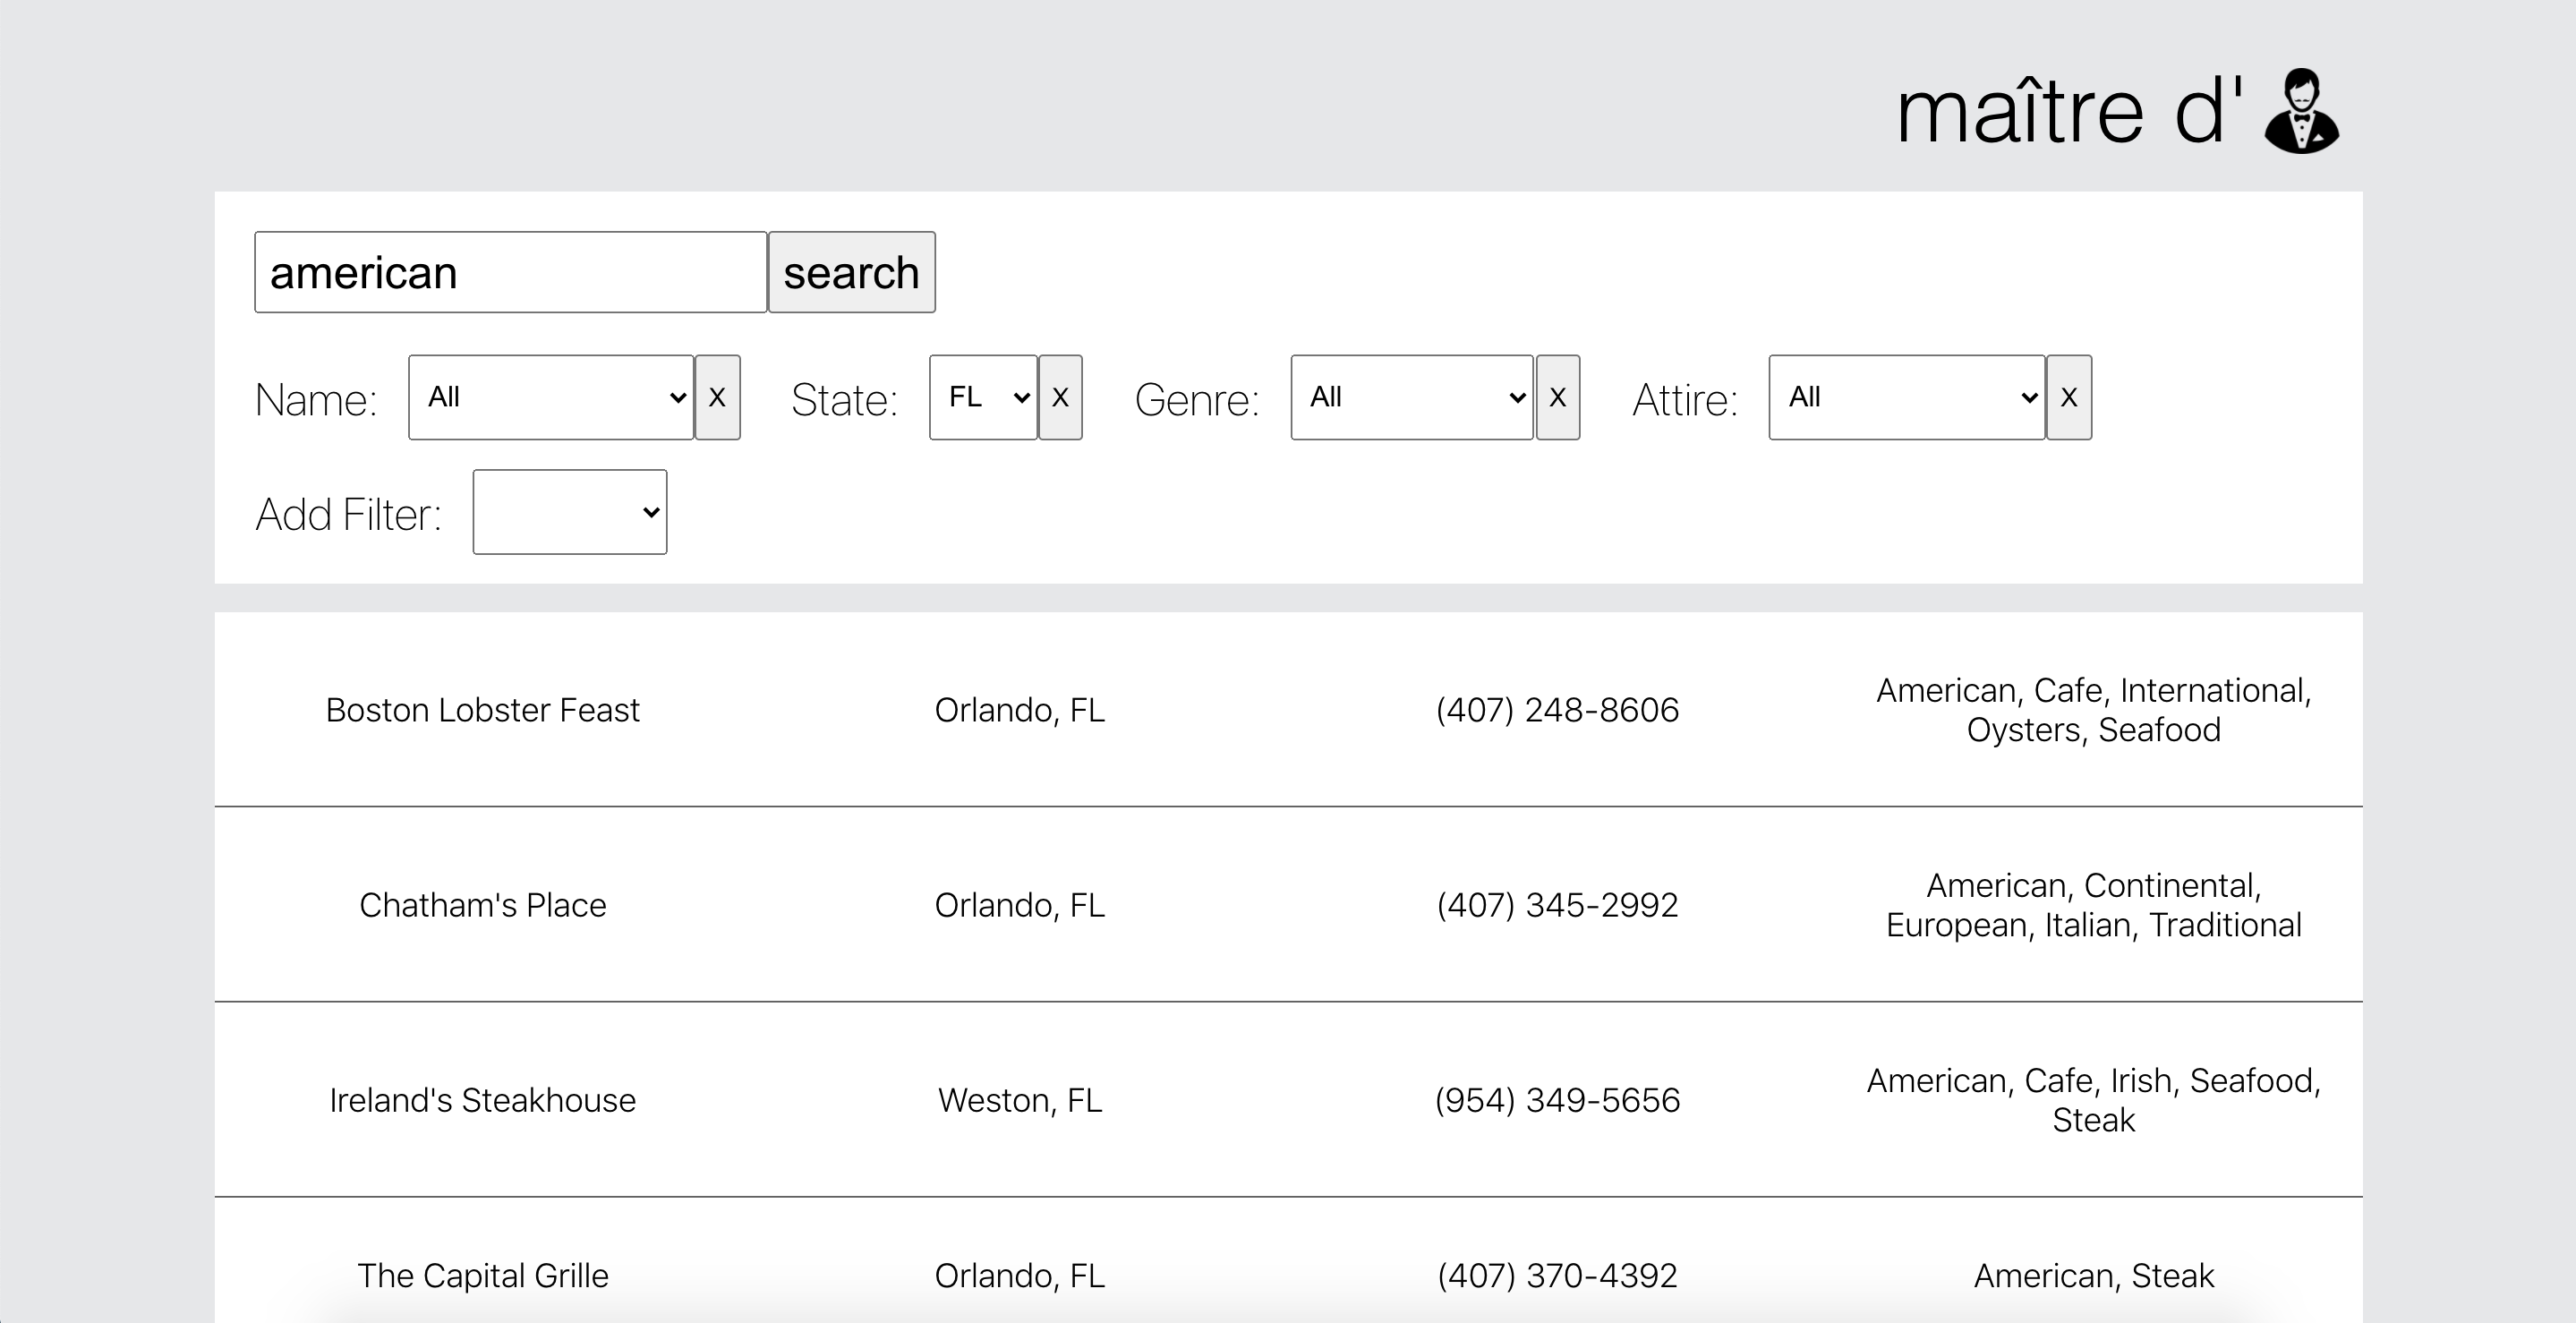 maître d'
american search
Name: All X State: FL X Genre: All X Attire: All X
Add Filter:
Boston Lobster Feast Orlando, FL (407) 248-8606 American, Cafe, International,
Oysters, Seafood
Chatham's Place Orlando, FL (407) 345-2992 American, Continental,
European, Italian, Traditional
Ireland's Steakhouse Weston, FL (954) 349-5656 American, Cafe, Irish, Seafood,
Steak
The Capital Grille Orlando, FL (407) 370-4392 American, Steak